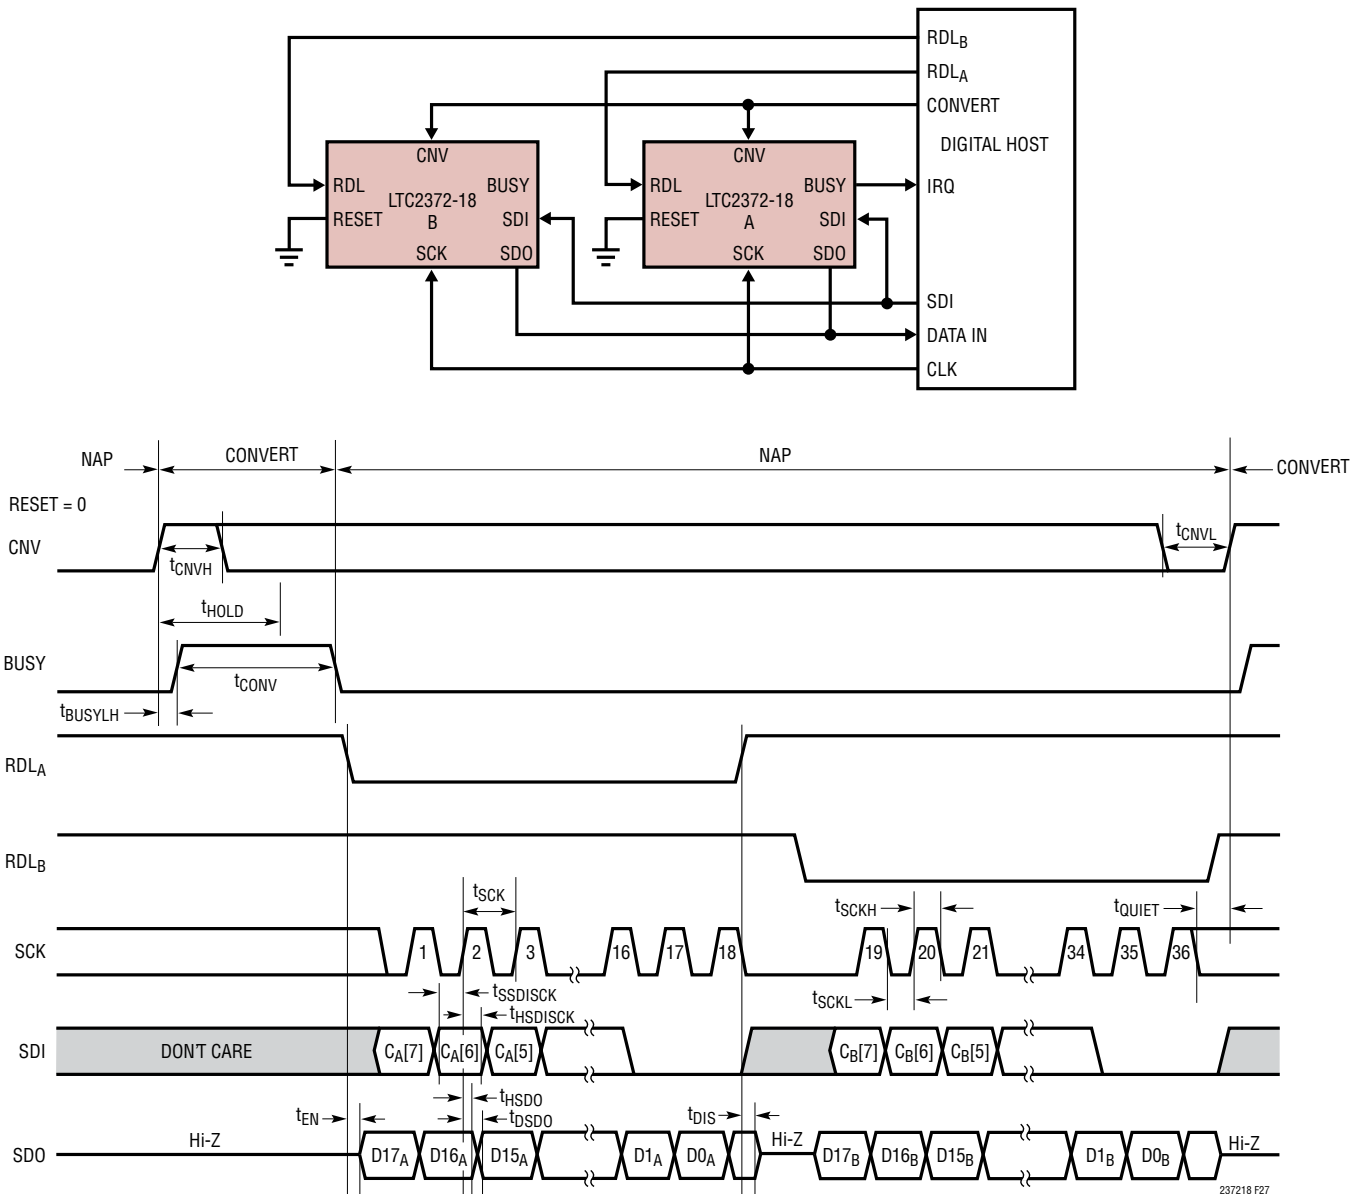 RDLB
RDLA
CONVERT
DIGITAL HOST
IRQ
SDI
DATA IN
CLK
CNV
RDL
BUSY
LTC2372-18
RESET
B
SDI
SCK
SDO
CNV
RDL
BUSY
LTC2372-18
RESET
A
SDI
SCK
SDO
NAP
CONVERT
NAP
CONVERT
RESET = 0
CNV
tCNVH
tCNVL
tHOLD
BUSY
tCONV
tBUSYLH
RDLA
RDLB
tSCK
tSCKH
tQUIET
SCK
1 2 3 16 17 18 19 20 21 34 35 36
tSSDISCK
tHSDISCK
tSCKL
SDI
DON'T CARE
CA[7] CA[6] CA[5] CB[7] CB[6] CB[5]
tHSDO
tEN
tDSDO
tDIS
SDO
Hi-Z D17A D16A D15A D1A D0A Hi-Z D17B D16B D15B D1B D0B Hi-Z
237218 F27